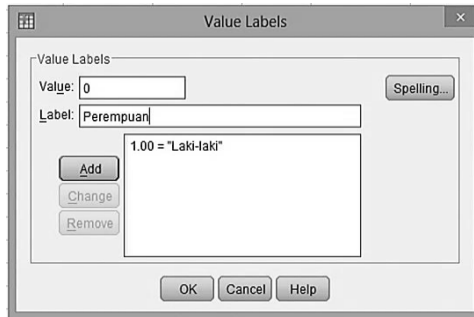 Value Labels
Value Labels
Value: 0
Spelling...
Label: Perempuan
1.00 = "Laki-laki"
Add
Change
Remove
OK Cancel Help